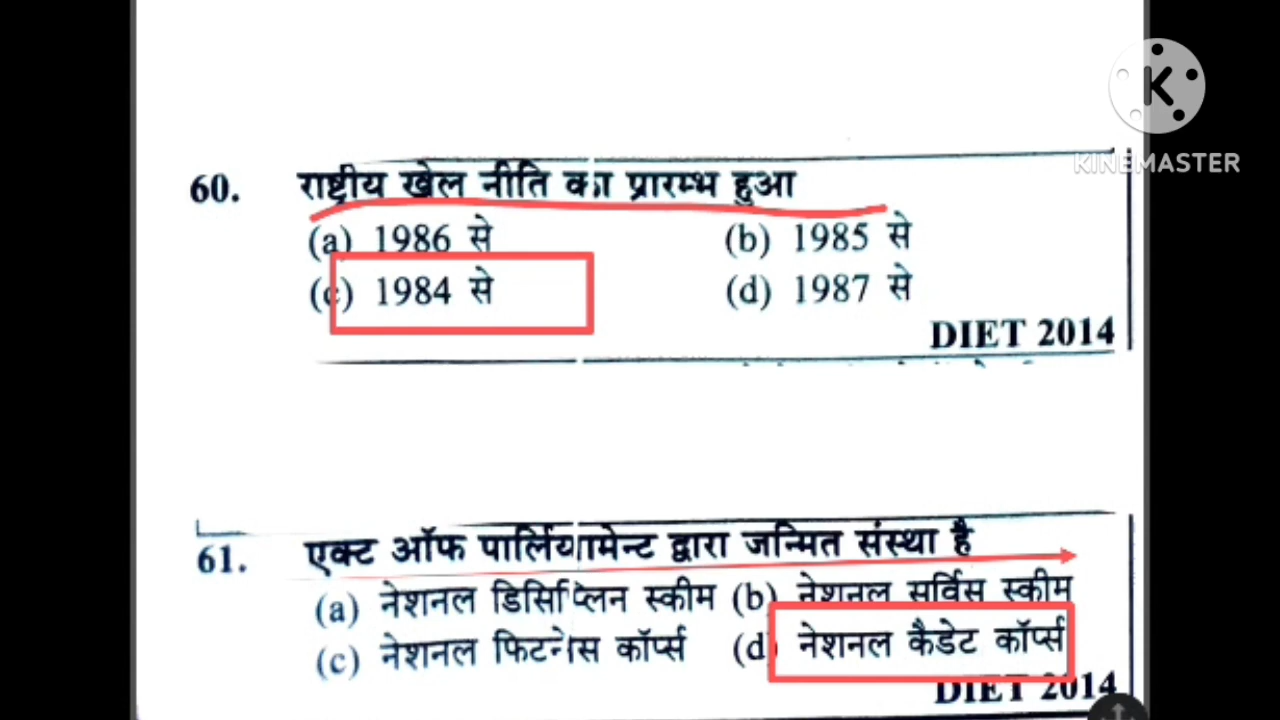 K
KINEMASTER
60. राष्ट्रीय खेल नीति का प्रारम्भ हुआ
(a) 1986 से (b) 1985 से
(c) 1984 से (d) 1987 से
DIET 2014
61. एक्ट ऑफ पार्लियामेन्ट द्वारा जन्मित संस्था है
(a) नेशनल डिसिप्लिन स्कीम (b) नेशनल सर्विस स्कीम
(c) नेशनल फिटनेस कॉर्प्स (d) नेशनल कैडेट कॉर्प्स
DIET 2014